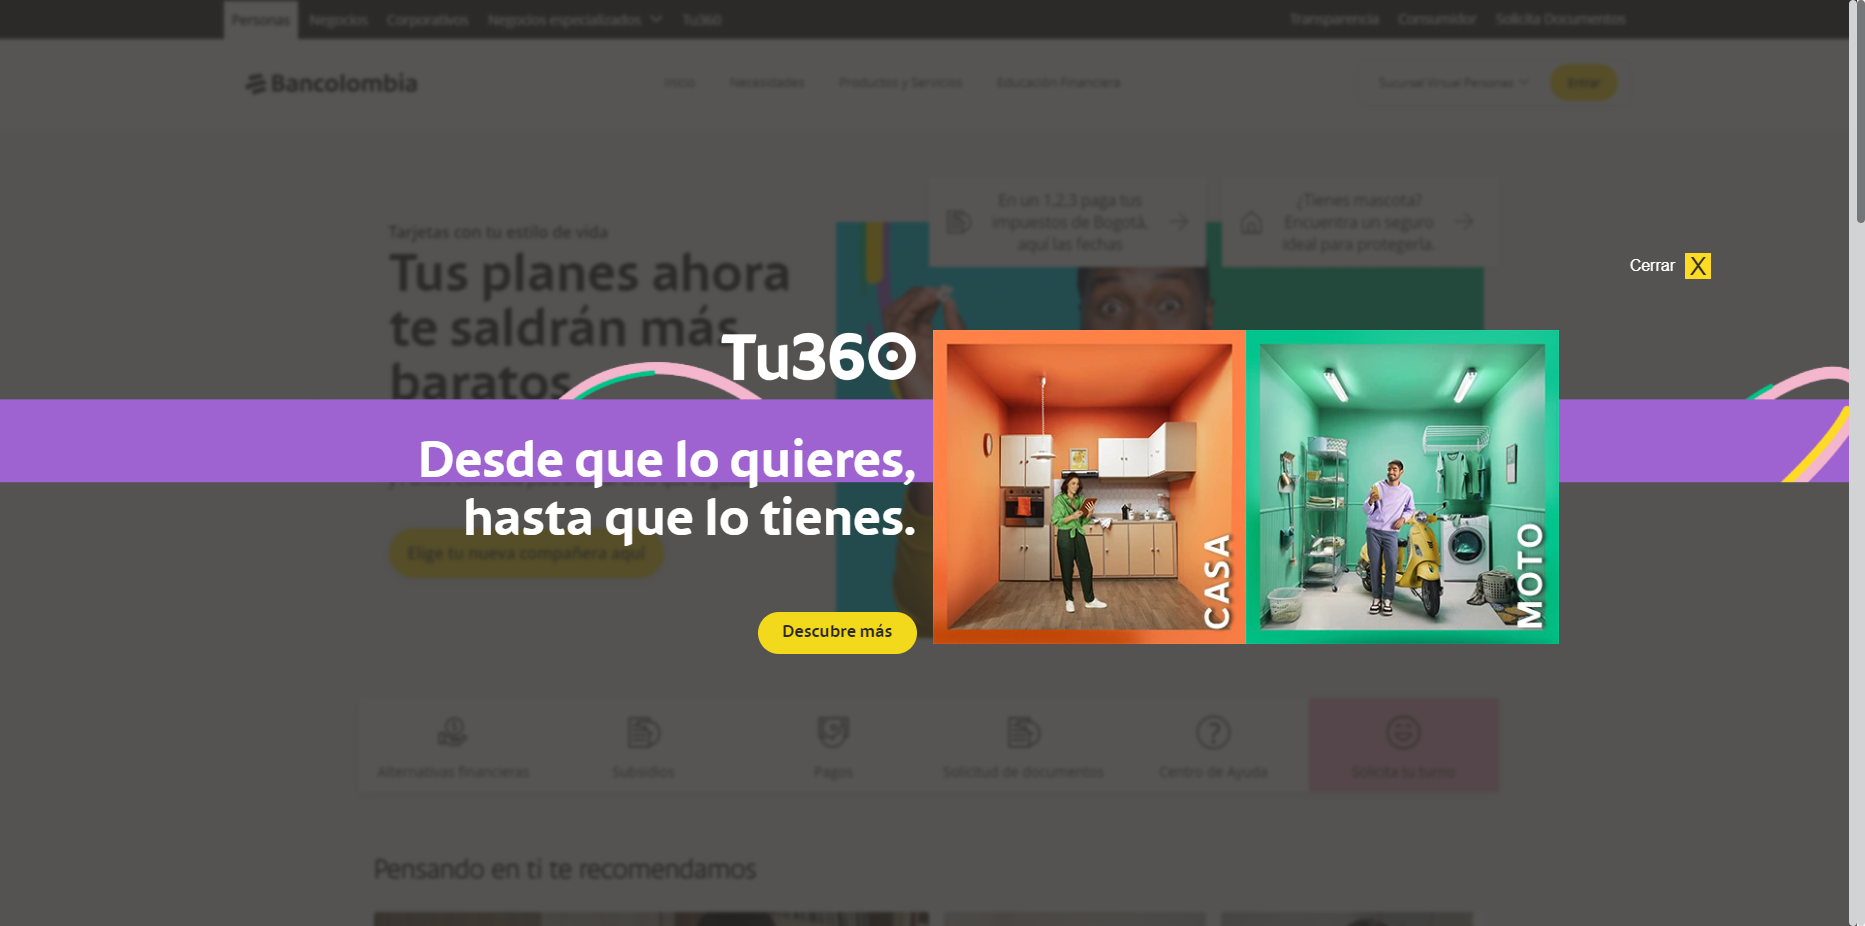 Personas Negocios Corporativos Negocios especializados Tu360 Transparencia Consumidor Solicita Documentos
Bancolombia Inicio Necesidades Productos y Servicios Educación Financiera Sucursal Virtual Personas Entrar
En un 1,2,3 paga tus
impuestos de Bogotá,
aquí las fechas
¿Tienes mascota?
Encuentra un seguro
ideal para protegerla.
Tarjetas con tu estilo de vida
Tus planes ahora
te saldrán más
baratos
Cerrar X
Tu360
Desde que lo quieres,
hasta que lo tienes.
Elige tu nueva compañera aquí
Descubre más
CASA
MOTO
Alternativas financieras
Subsidios
Pagos
Solicitud de documentos
Centro de Ayuda
Solicita tu turno
Pensando en ti te recomendamos